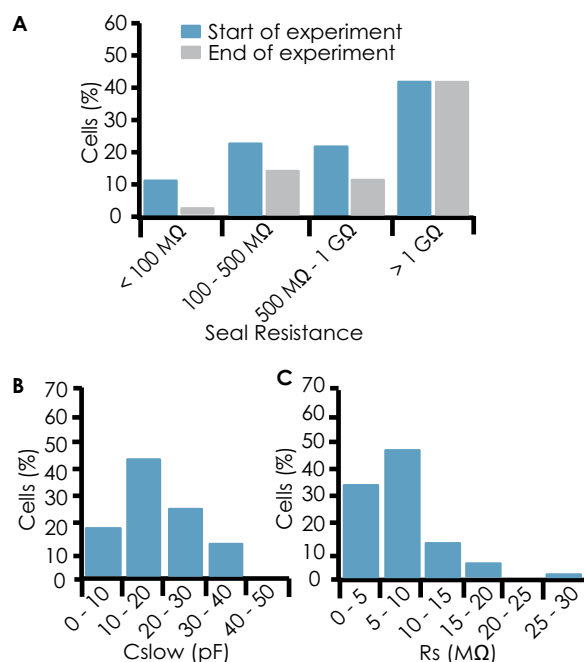 A
Start of experiment
End of experiment
Cells (%)
60
50
40
30
20
10
0
< 100 MΩ
100 - 500 MΩ
500 MΩ - 1 GΩ
> 1 GΩ
Seal Resistance
B
Cells (%)
70
60
50
40
30
20
10
0
0 - 10
10 - 20
20 - 30
30 - 40
40 - 50
Cslow (pF)
C
Cells (%)
70
60
50
40
30
20
10
0
0 - 5
5 - 10
10 - 15
15 - 20
20 - 25
25 - 30
Rs (MΩ)